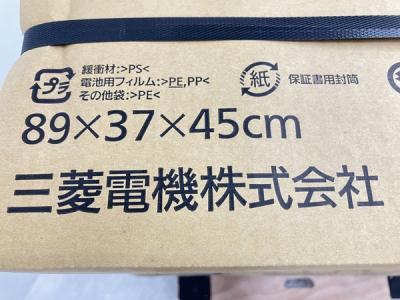 プラ
緩衝材:>PS<
電池用フィルム:>PE,PP<
その他袋:>PE<
紙
保証書用封筒
89×37×45cm
三菱電機株式会社